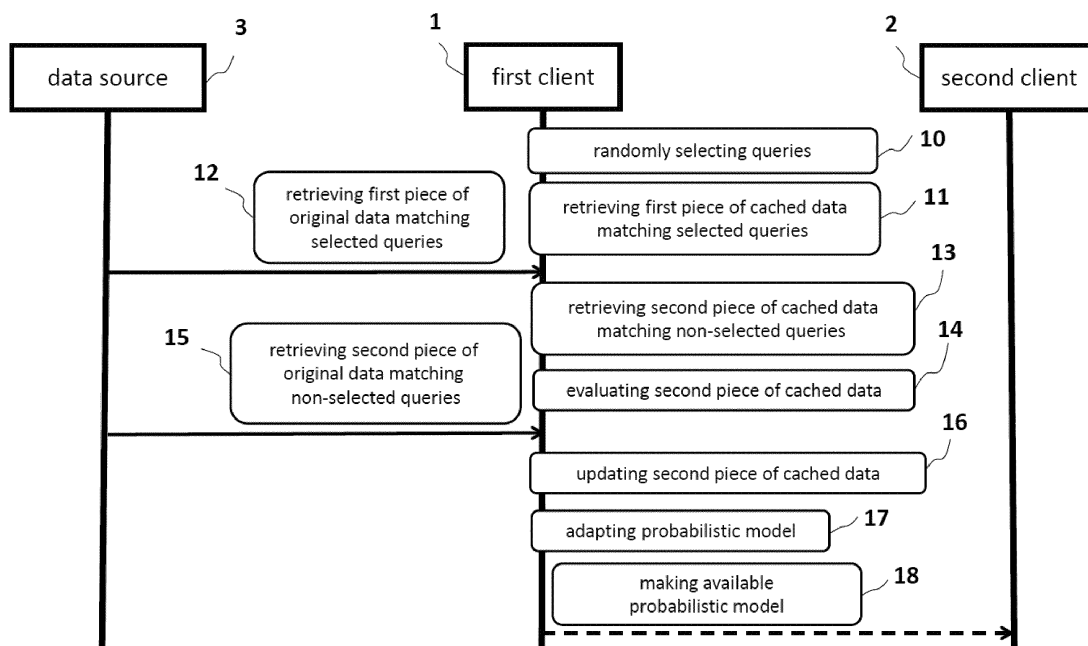 3
1
2
data source
first client
second client
randomly selecting queries
10
12
retrieving first piece of
original data matching
selected queries
retrieving first piece of cached data
matching selected queries
11
13
retrieving second piece of cached data
matching non-selected queries
15
retrieving second piece of
original data matching
non-selected queries
14
evaluating second piece of cached data
16
updating second piece of cached data
17
adapting probabilistic model
making available
probabilistic model
18